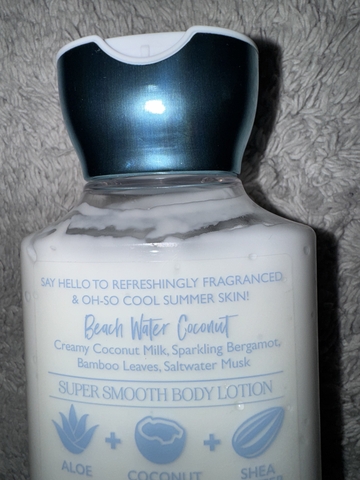 SAY HELLO TO REFRESHINGLY FRAGRANCED
& OH-SO COOL SUMMER SKIN!
Beach Water Coconut
Creamy Coconut Milk, Sparkling Bergamot,
Bamboo Leaves, Saltwater Musk
SUPER SMOOTH BODY LOTION
+ +
ALOE COCONUT SHEA